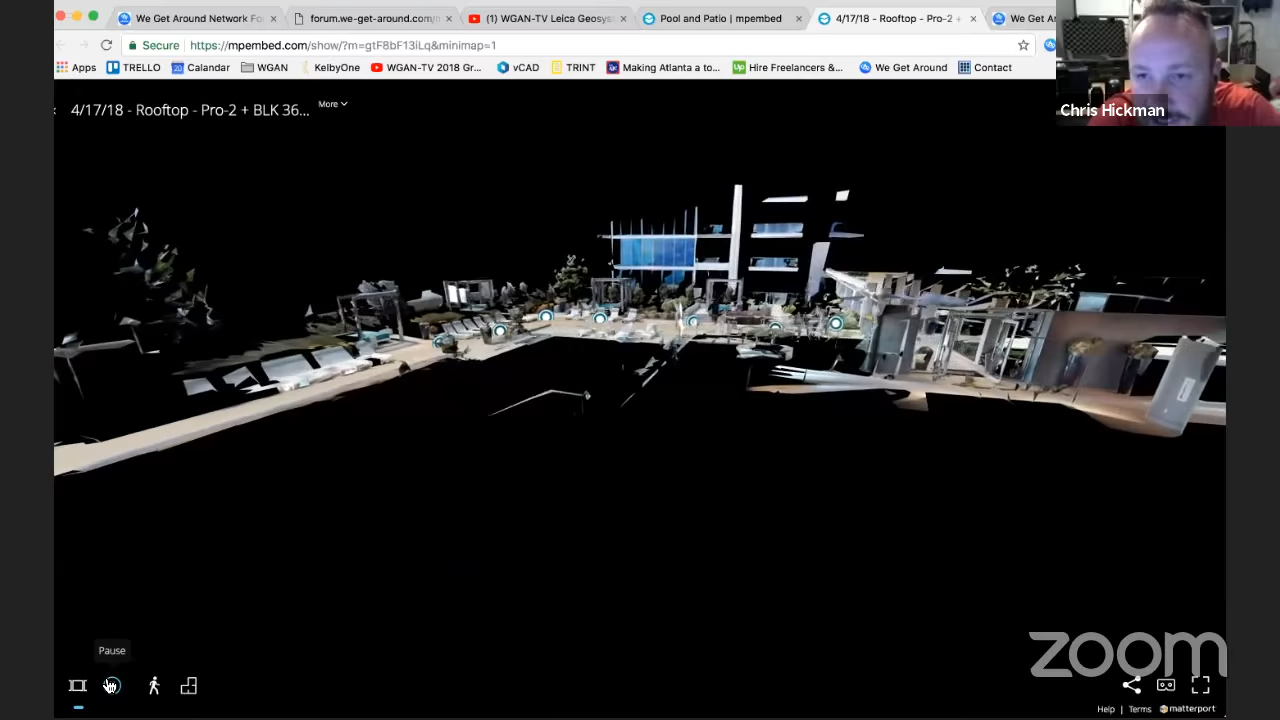 We Get Around Network Fo
forum.we-get-around.com/
(1) WGAN-TV Leica Geosys
Pool and Patio | mpembed
4/17/18 - Rooftop - Pro-2 +
We Get Ar
Secure
https://mpembed.com/show/?m=gtF8bF13iLq&minimap=1
Apps
TRELLO
Calendar
WGAN
KelbyOne
WGAN-TV 2018 Gr...
vCAD
TRINT
Making Atlanta a to...
Hire Freelancers &...
We Get Around
Contact
4/17/18 - Rooftop - Pro-2 + BLK 36...
More
Chris Hickman
Pause
zoom
Help | Terms
matterport